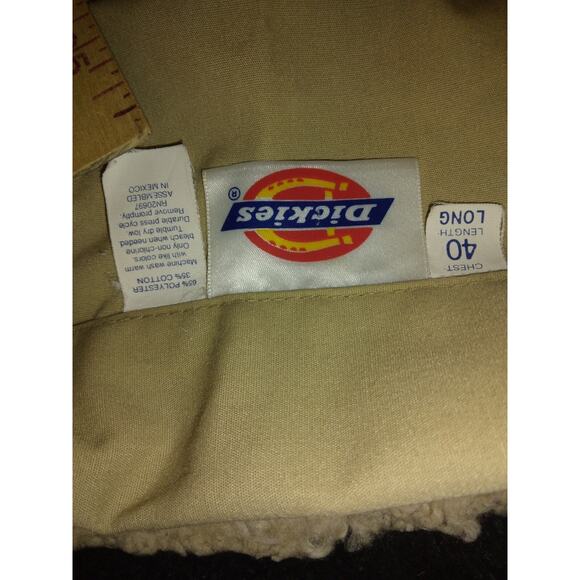 65% POLYESTER
35% COTTON
Machine wash warm
with like colors.
Only non-chlorine
bleach when needed
Tumble dry low
Durable press cycle.
Remove promptly.
RN20697
ASSEMBLED
IN MEXICO
Dickies
®
CHEST
40
LENGTH
LONG
25